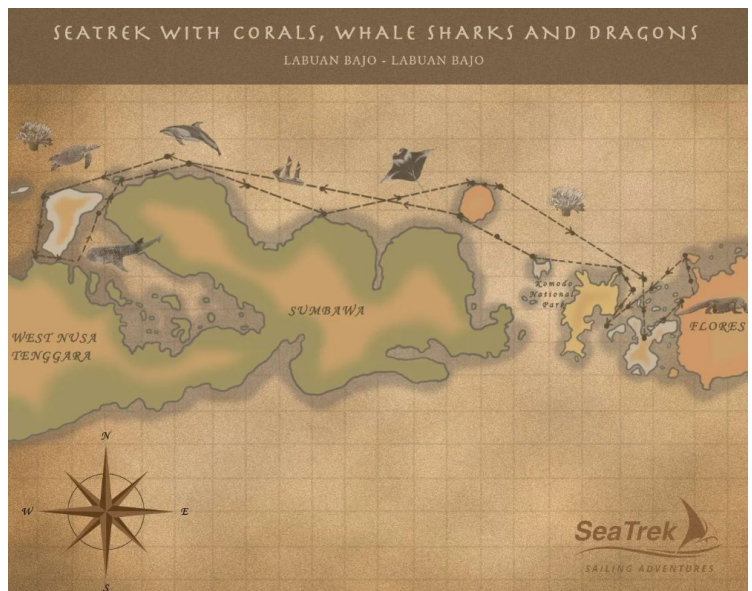 SEATREK WITH CORALS, WHALE SHARKS AND DRAGONS
LABUAN BAJO - LABUAN BAJO
Komodo
National
Park
SUMBAWA
FLORES
WEST NUSA
TENGGARA
N
W
E
S
SeaTrek
SAILING ADVENTURES